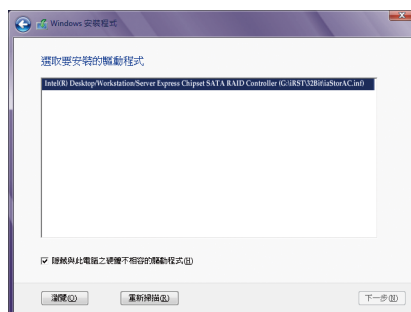 Windows 安裝程式
選取要安裝的驅動程式
Intel(R) Desktop/Workstation/Server Express Chipset SATA RAID Controller (G:\iRST\32Bit\iaStorAC.inf)
隱藏與此電腦之硬體不相容的驅動程式(H)
瀏覽(O) 重新掃描(R) 下一步(N)